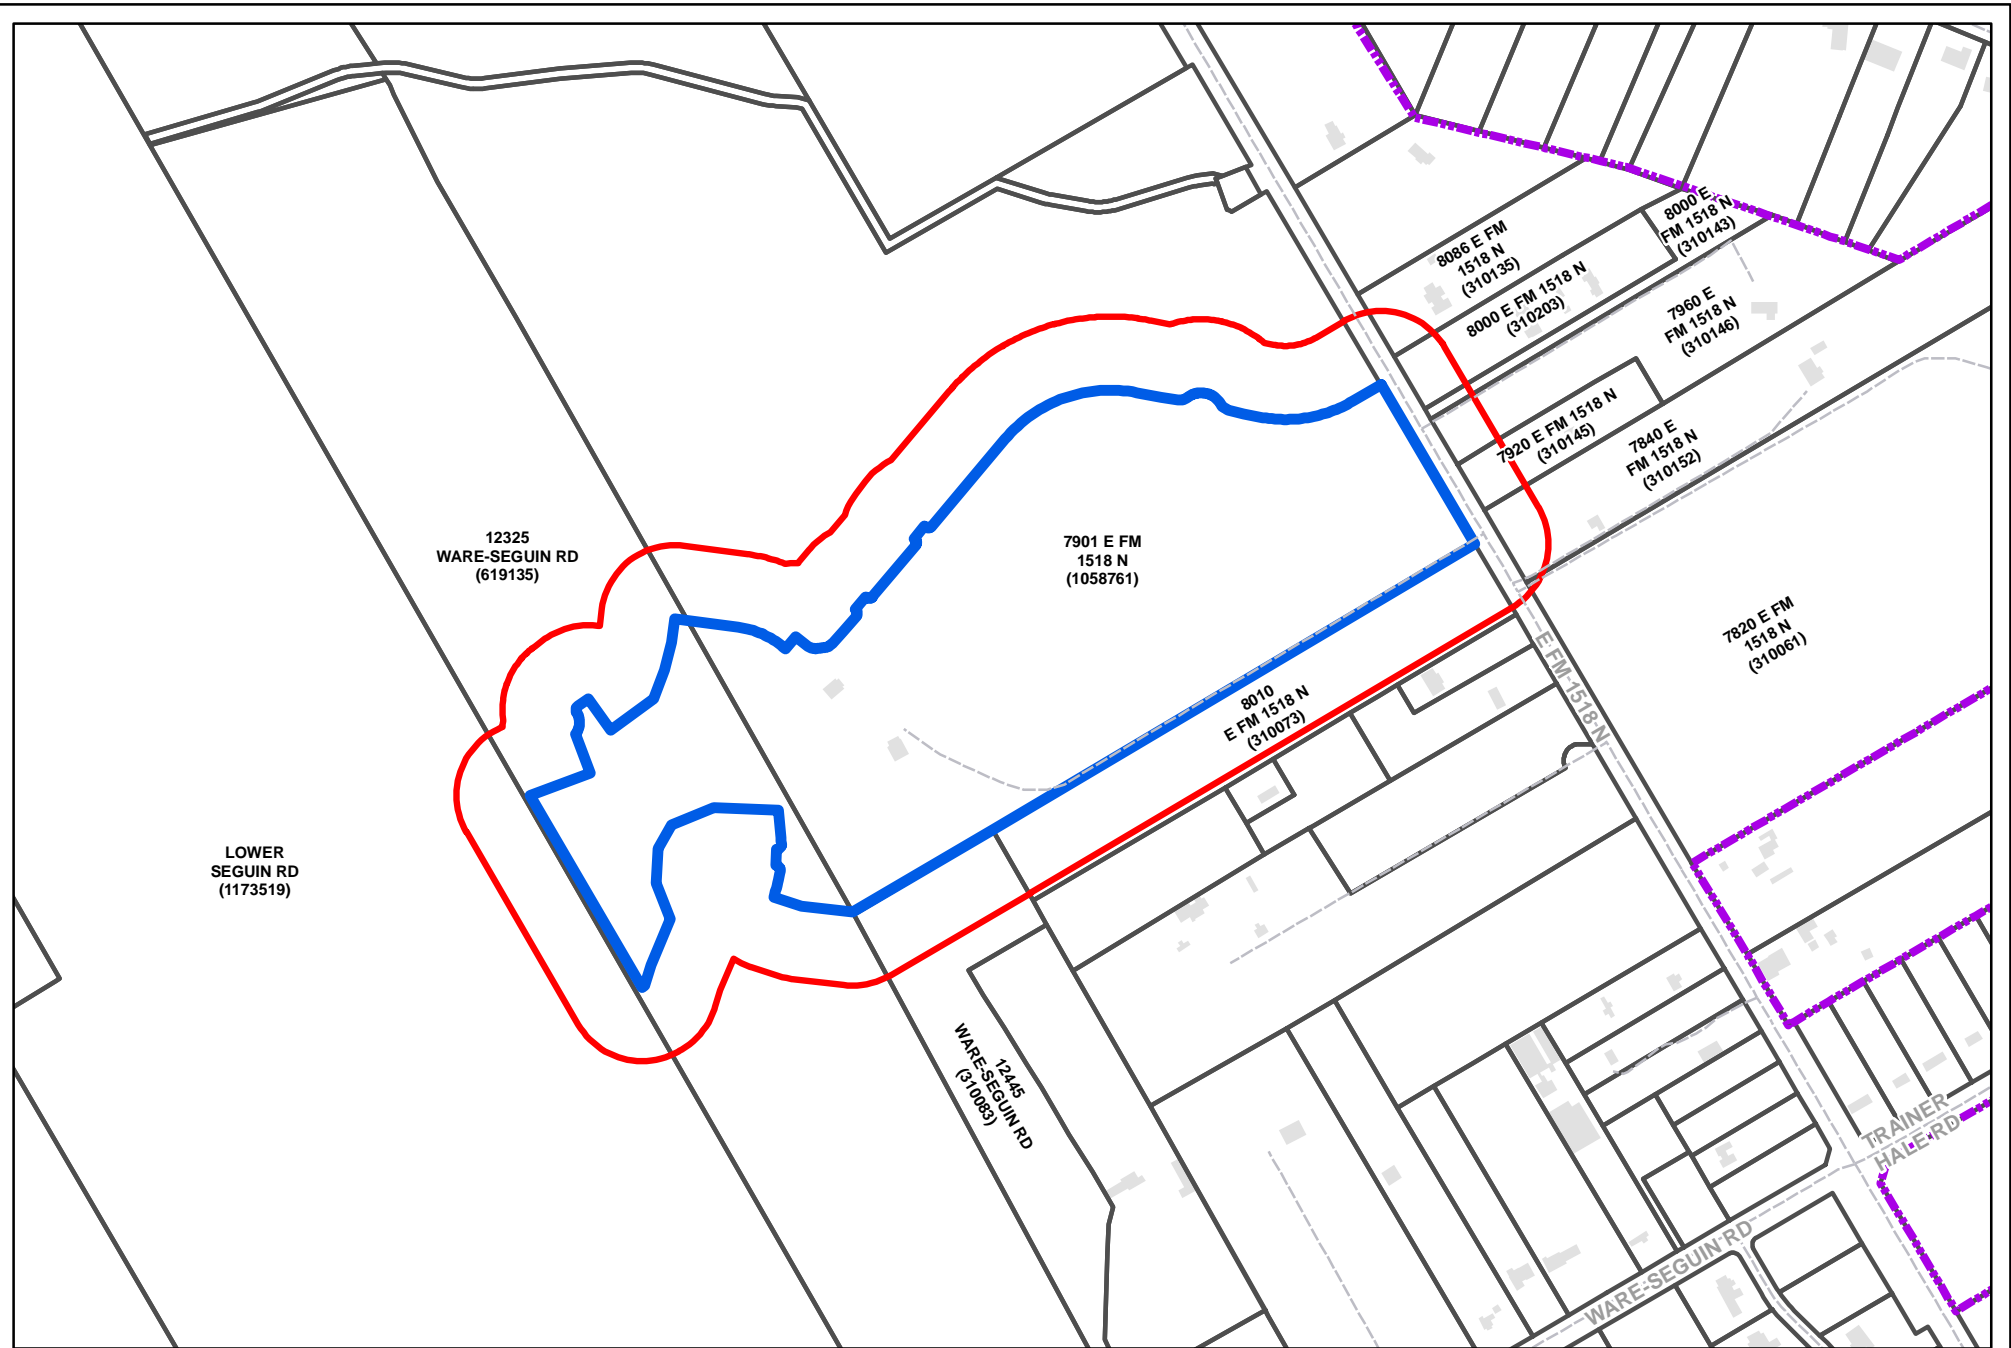 8000 E
FM 1518 N
(310143)
8086 E FM
1518 N
(310135)
8000 E FM 1518 N
(310203)
7960 E
FM 1518 N
(310146)
7920 E FM 1518 N
(310145)
7840 E
FM 1518 N
(310152)
12325
WARE-SEGUIN RD
(619135)
7901 E FM
1518 N
(1058761)
7820 E FM
1518 N
(310061)
E FM 1518 N
8010
E FM 1518 N
(310073)
LOWER
SEGUIN RD
(1173519)
12445
WARE-SEGUIN RD
(310083)
TRAINER
HALE RD
WARE-SEGUIN RD